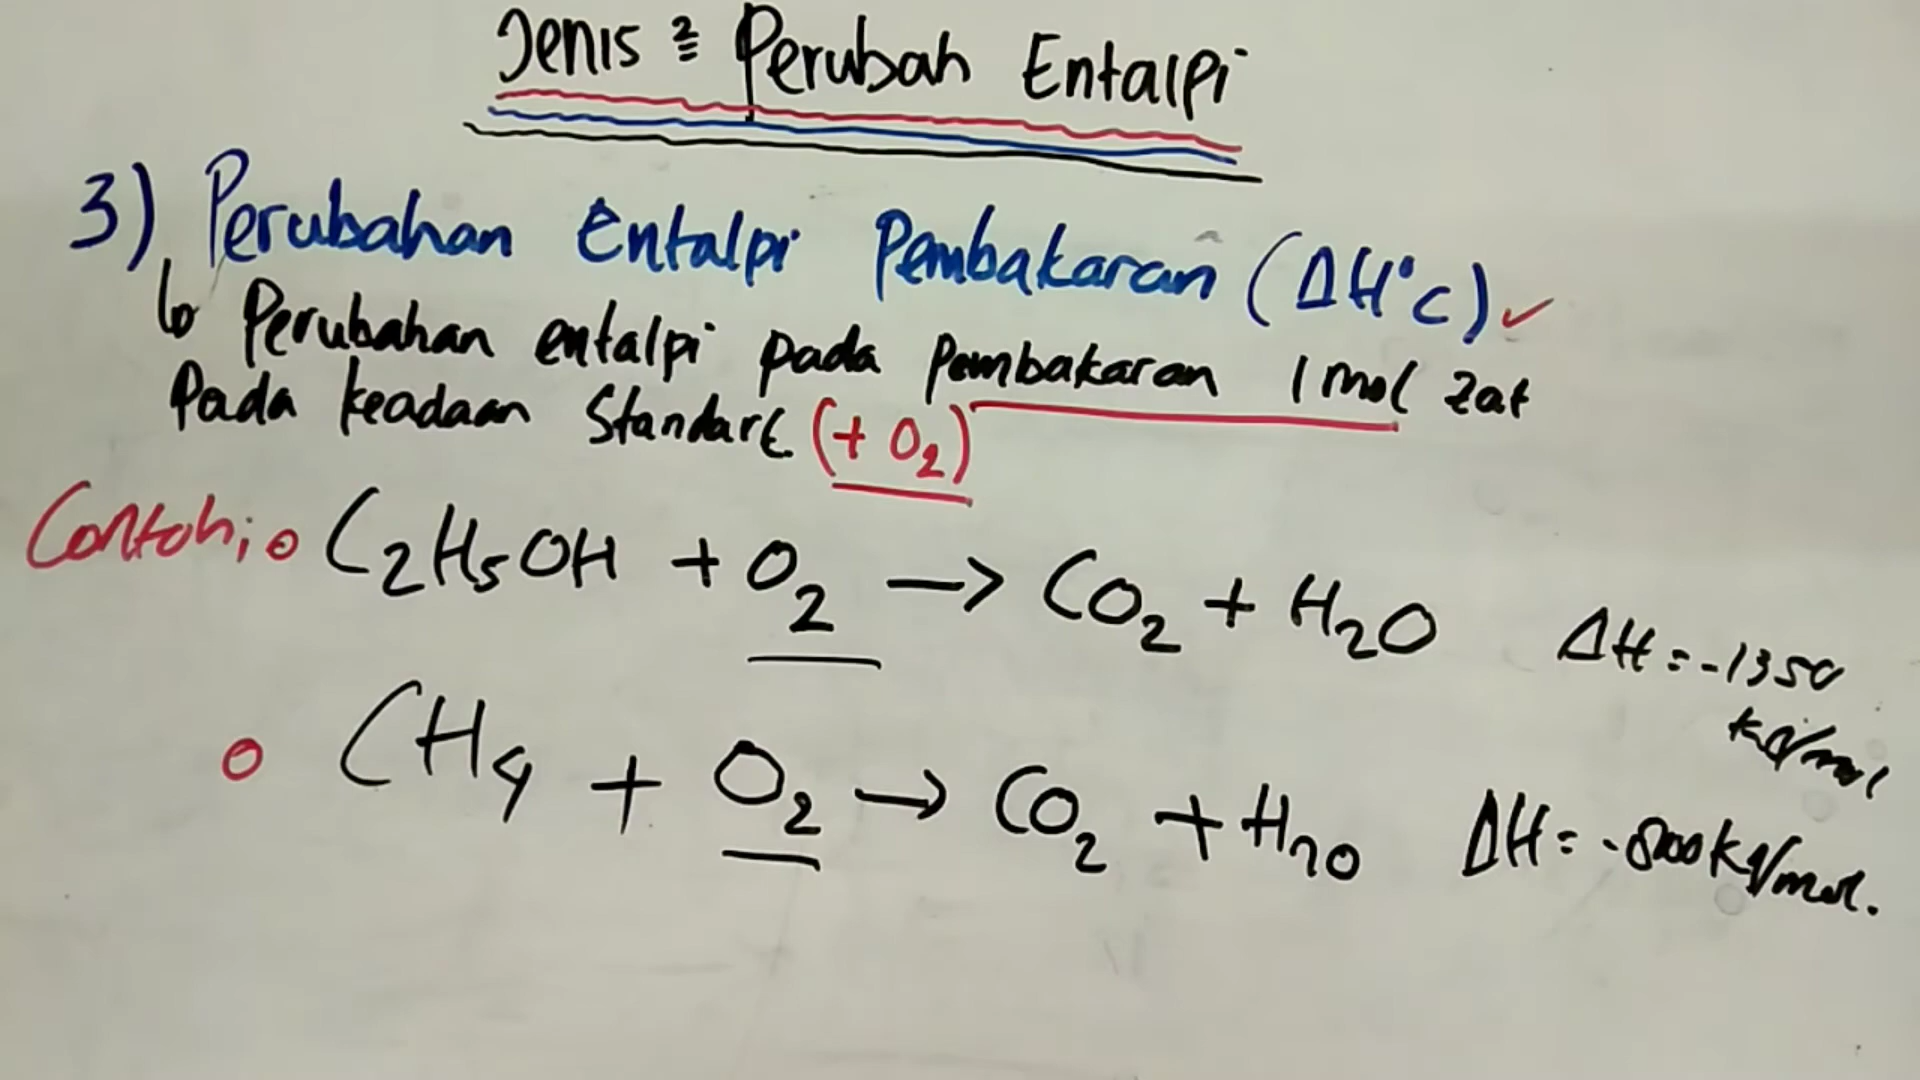 Jenis² Perubah Entalpi
3) Perubahan Entalpi Pembakaran (ΔH°c) ✓
↳ Perubahan entalpi pada pembakaran 1 mol zat
Pada keadaan Standart (+ O₂)
Contoh; o C₂H₅OH + O₂ → CO₂ + H₂O ΔH = -1350
kJ/mol
o CH₄ + O₂ → CO₂ + H₂O ΔH = -800 kJ/mol.